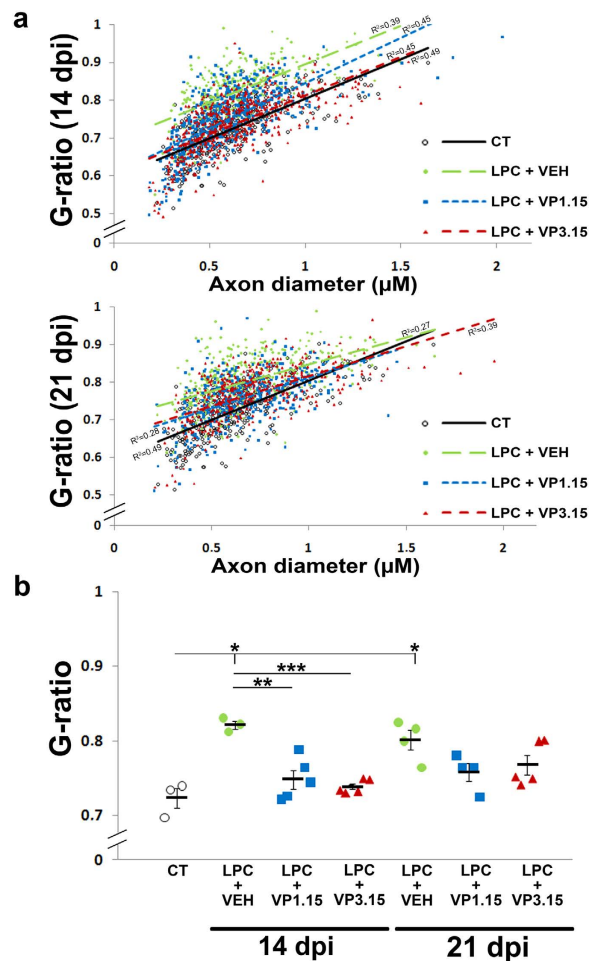 a
G-ratio (14 dpi)
1
0.9
0.8
0.7
0.6
0.5
0
R²=0.39
R²=0.45
R²=0.45
R²=0.49
CT
LPC + VEH
LPC + VP1.15
LPC + VP3.15
0 0.5 1 1.5 2
Axon diameter (µM)
G-ratio (21 dpi)
1
0.9
0.8
0.7
0.6
0.5
0
R²=0.27
R²=0.39
R²=0.28
R²=0.49
CT
LPC + VEH
LPC + VP1.15
LPC + VP3.15
0 0.5 1 1.5 2
Axon diameter (µM)
b
G-ratio
1
0.9
0.8
0.7
0
* *
***
**
CT LPC LPC LPC LPC LPC LPC
+ + + + + +
VEH VP1.15 VP3.15 VEH VP1.15 VP3.15
14 dpi 21 dpi